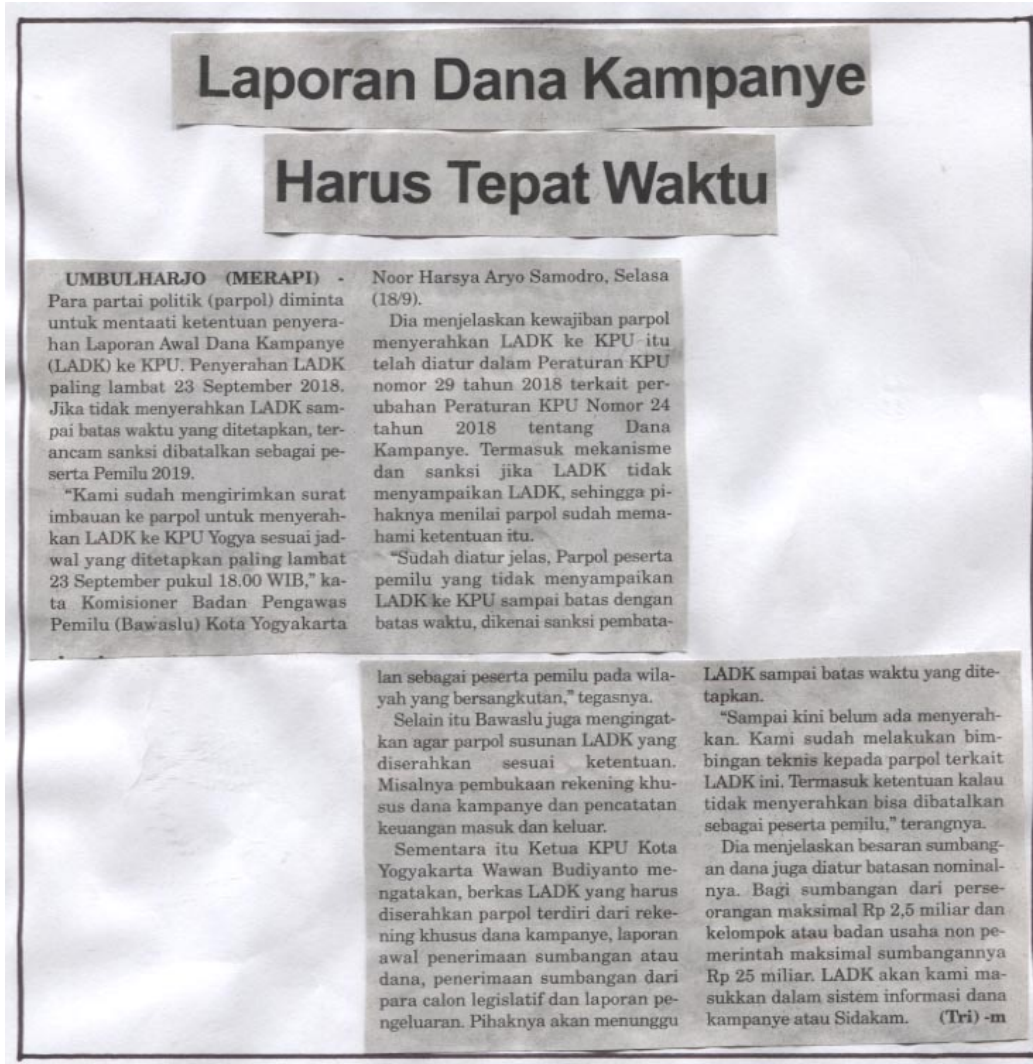 Laporan Dana Kampanye
Harus Tepat Waktu
UMBULHARJO (MERAPI) -
Para partai politik (parpol) diminta
untuk mentaati ketentuan penyera-
han Laporan Awal Dana Kampanye
(LADK) ke KPU. Penyerahan LADK
paling lambat 23 September 2018.
Jika tidak menyerahkan LADK sam-
pai batas waktu yang ditetapkan, ter-
ancam sanksi dibatalkan sebagai pe-
serta Pemilu 2019.
“Kami sudah mengirimkan surat
imbauan ke parpol untuk menyerah-
kan LADK ke KPU Yogya sesuai jad-
wal yang ditetapkan paling lambat
23 September pukul 18.00 WIB,” ka-
ta Komisioner Badan Pengawas
Pemilu (Bawaslu) Kota Yogyakarta
Noor Harsya Aryo Samodro, Selasa
(18/9).
Dia menjelaskan kewajiban parpol
menyerahkan LADK ke KPU itu
telah diatur dalam Peraturan KPU
nomor 29 tahun 2018 terkait per-
ubahan Peraturan KPU Nomor 24
tahun 2018 tentang Dana
Kampanye. Termasuk mekanisme
dan sanksi jika LADK tidak
menyampaikan LADK, sehingga pi-
haknya menilai parpol sudah mema-
hami ketentuan itu.
“Sudah diatur jelas, Parpol peserta
pemilu yang tidak menyampaikan
LADK ke KPU sampai batas dengan
batas waktu, dikenai sanksi pembata-
lan sebagai peserta pemilu pada wila-
yah yang bersangkutan,” tegasnya.
Selain itu Bawaslu juga mengingat-
kan agar parpol susunan LADK yang
diserahkan sesuai ketentuan.
Misalnya pembukaan rekening khu-
sus dana kampanye dan pencatatan
keuangan masuk dan keluar.
Sementara itu Ketua KPU Kota
Yogyakarta Wawan Budiyanto me-
ngatakan, berkas LADK yang harus
diserahkan parpol terdiri dari reke-
ning khusus dana kampanye, laporan
awal penerimaan sumbangan atau
dana, penerimaan sumbangan dari
para calon legislatif dan laporan pe-
ngeluaran. Pihaknya akan menunggu
LADK sampai batas waktu yang dite-
tapkan.
“Sampai kini belum ada menyerah-
kan. Kami sudah melakukan bim-
bingan teknis kepada parpol terkait
LADK ini. Termasuk ketentuan kalau
tidak menyerahkan bisa dibatalkan
sebagai peserta pemilu,” terangnya.
Dia menjelaskan besaran sumbang-
an dana juga diatur batasan nominal-
nya. Bagi sumbangan dari perse-
orangan maksimal Rp 2,5 miliar dan
kelompok atau badan usaha non pe-
merintah maksimal sumbangannya
Rp 25 miliar. LADK akan kami ma-
sukkan dalam sistem informasi dana
kampanye atau Sidakam. (Tri) -m